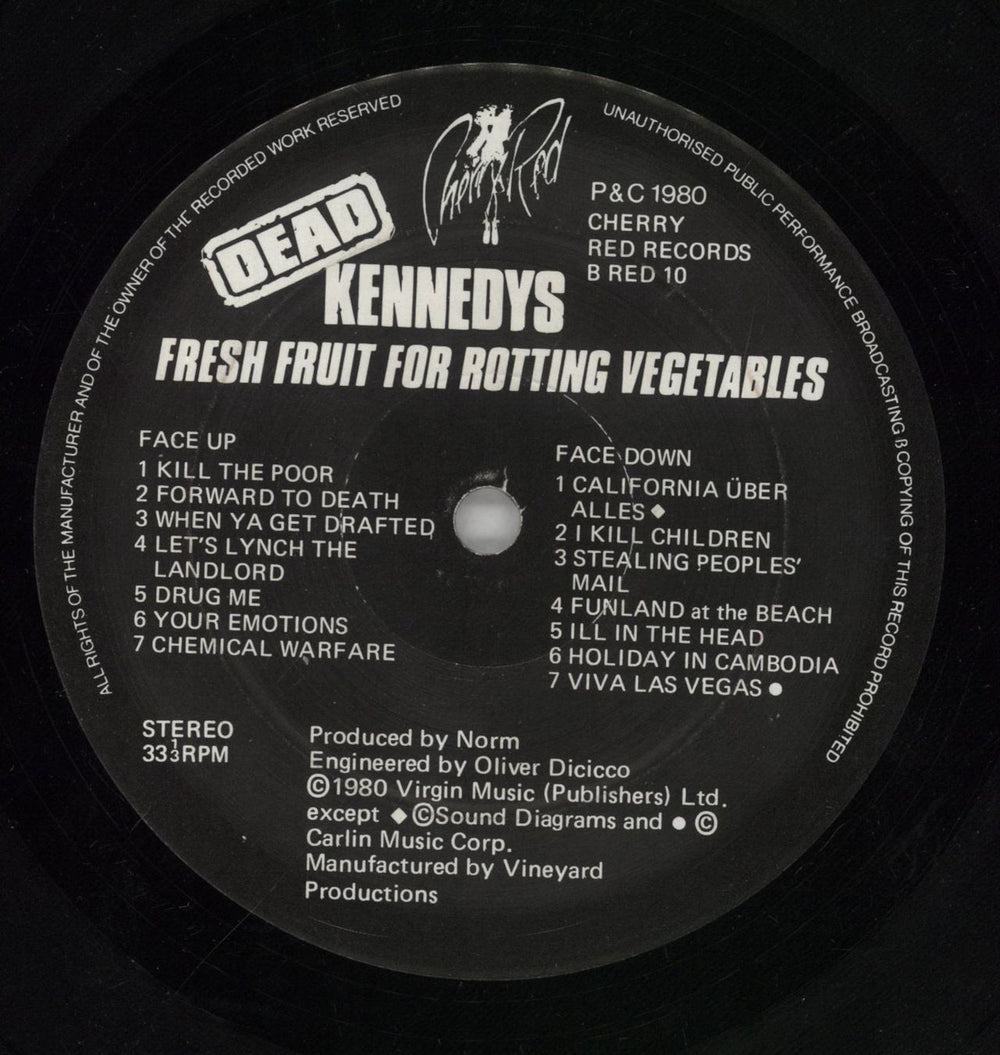 ALL RIGHTS OF THE MANUFACTURER AND OF THE OWNER OF THE RECORDED WORK RESERVED
UNAUTHORISED PUBLIC PERFORMANCE BROADCASTING & COPYING OF THIS RECORD PROHIBITED
Cherry Red
P&C 1980
CHERRY
RED RECORDS
B RED 10
DEAD
KENNEDYS
FRESH FRUIT FOR ROTTING VEGETABLES
FACE UP
1 KILL THE POOR
2 FORWARD TO DEATH
3 WHEN YA GET DRAFTED
4 LET'S LYNCH THE
LANDLORD
5 DRUG ME
6 YOUR EMOTIONS
7 CHEMICAL WARFARE
FACE DOWN
1 CALIFORNIA ÜBER
ALLES ◆
2 I KILL CHILDREN
3 STEALING PEOPLES'
MAIL
4 FUNLAND at the BEACH
5 ILL IN THE HEAD
6 HOLIDAY IN CAMBODIA
7 VIVA LAS VEGAS ●
STEREO
33⅓RPM
Produced by Norm
Engineered by Oliver Dicicco
©1980 Virgin Music (Publishers) Ltd.
except ◆ ©Sound Diagrams and ● ©
Carlin Music Corp.
Manufactured by Vineyard
Productions